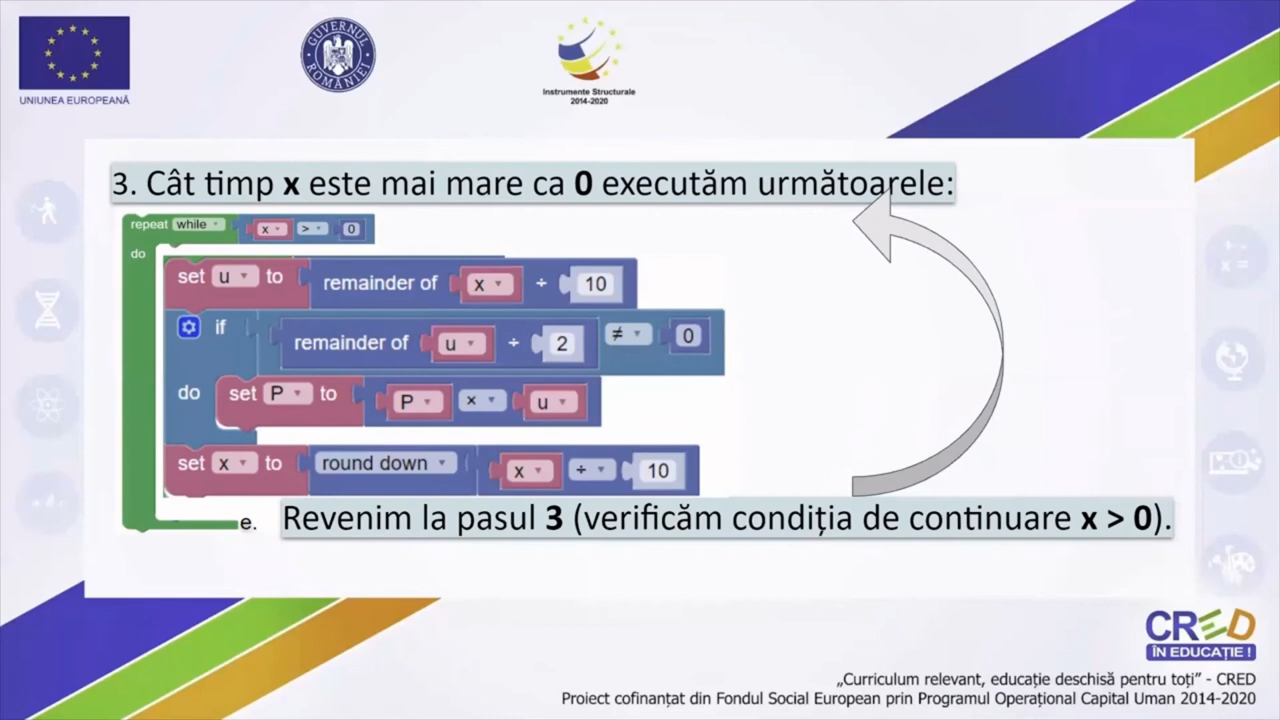 UNIUNEA EUROPEANĂ
GUVERNUL ROMÂNIEI
Instrumente Structurale
2014-2020
3. Cât timp x este mai mare ca 0 executăm următoarele:
repeat while x > 0
do
set u to remainder of x ÷ 10
if remainder of u ÷ 2 ≠ 0
do set P to P × u
set x to round down x ÷ 10
e. Revenim la pasul 3 (verificăm condiția de continuare x > 0).
CRED
ÎN EDUCAȚIE !
„Curriculum relevant, educație deschisă pentru toți” - CRED
Proiect cofinanțat din Fondul Social European prin Programul Operațional Capital Uman 2014-2020